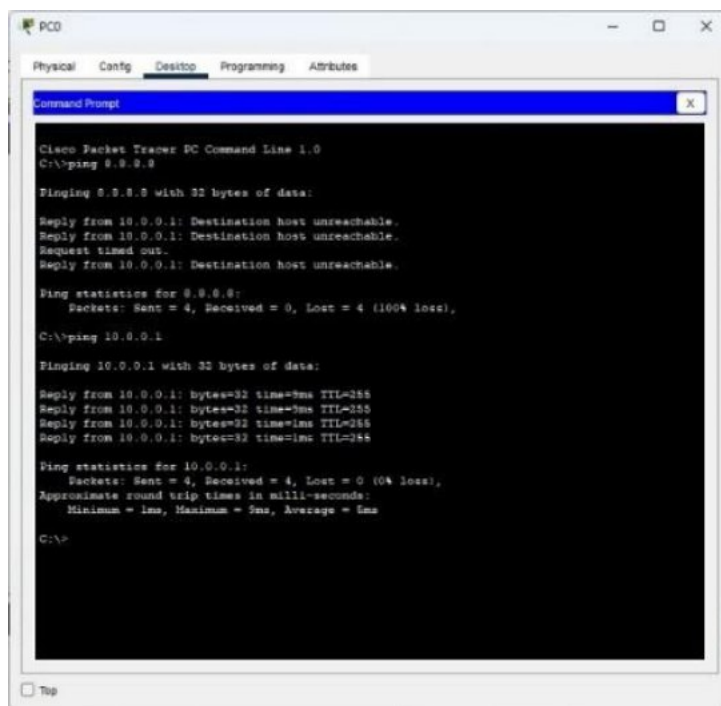 PC0
Physical Config Desktop Programming Attributes
Command Prompt X
Cisco Packet Tracer PC Command Line 1.0
C:\>ping 8.8.8.8
Pinging 8.8.8.8 with 32 bytes of data:
Reply from 10.0.0.1: Destination host unreachable.
Reply from 10.0.0.1: Destination host unreachable.
Request timed out.
Reply from 10.0.0.1: Destination host unreachable.
Ping statistics for 8.8.8.8:
Packets: Sent = 4, Received = 0, Lost = 4 (100% loss),
C:\>ping 10.0.0.1
Pinging 10.0.0.1 with 32 bytes of data:
Reply from 10.0.0.1: bytes=32 time=9ms TTL=255
Reply from 10.0.0.1: bytes=32 time=9ms TTL=255
Reply from 10.0.0.1: bytes=32 time=1ms TTL=255
Reply from 10.0.0.1: bytes=32 time=1ms TTL=255
Ping statistics for 10.0.0.1:
Packets: Sent = 4, Received = 4, Lost = 0 (0% loss),
Approximate round trip times in milli-seconds:
Minimum = 1ms, Maximum = 9ms, Average = 5ms
C:\>
Top